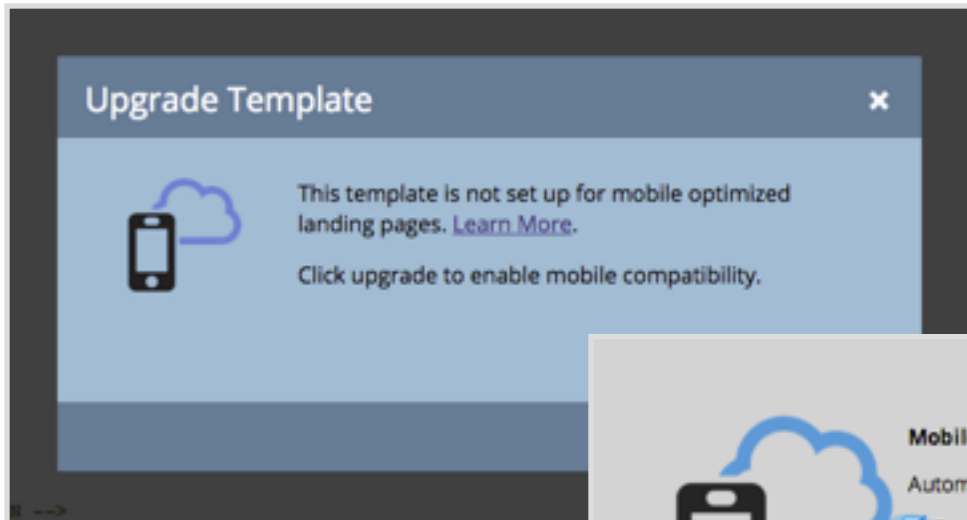 Upgrade Template
This template is not set up for mobile optimized
landing pages. Learn More.
Click upgrade to enable mobile compatibility.
Mobil
Autom
-->